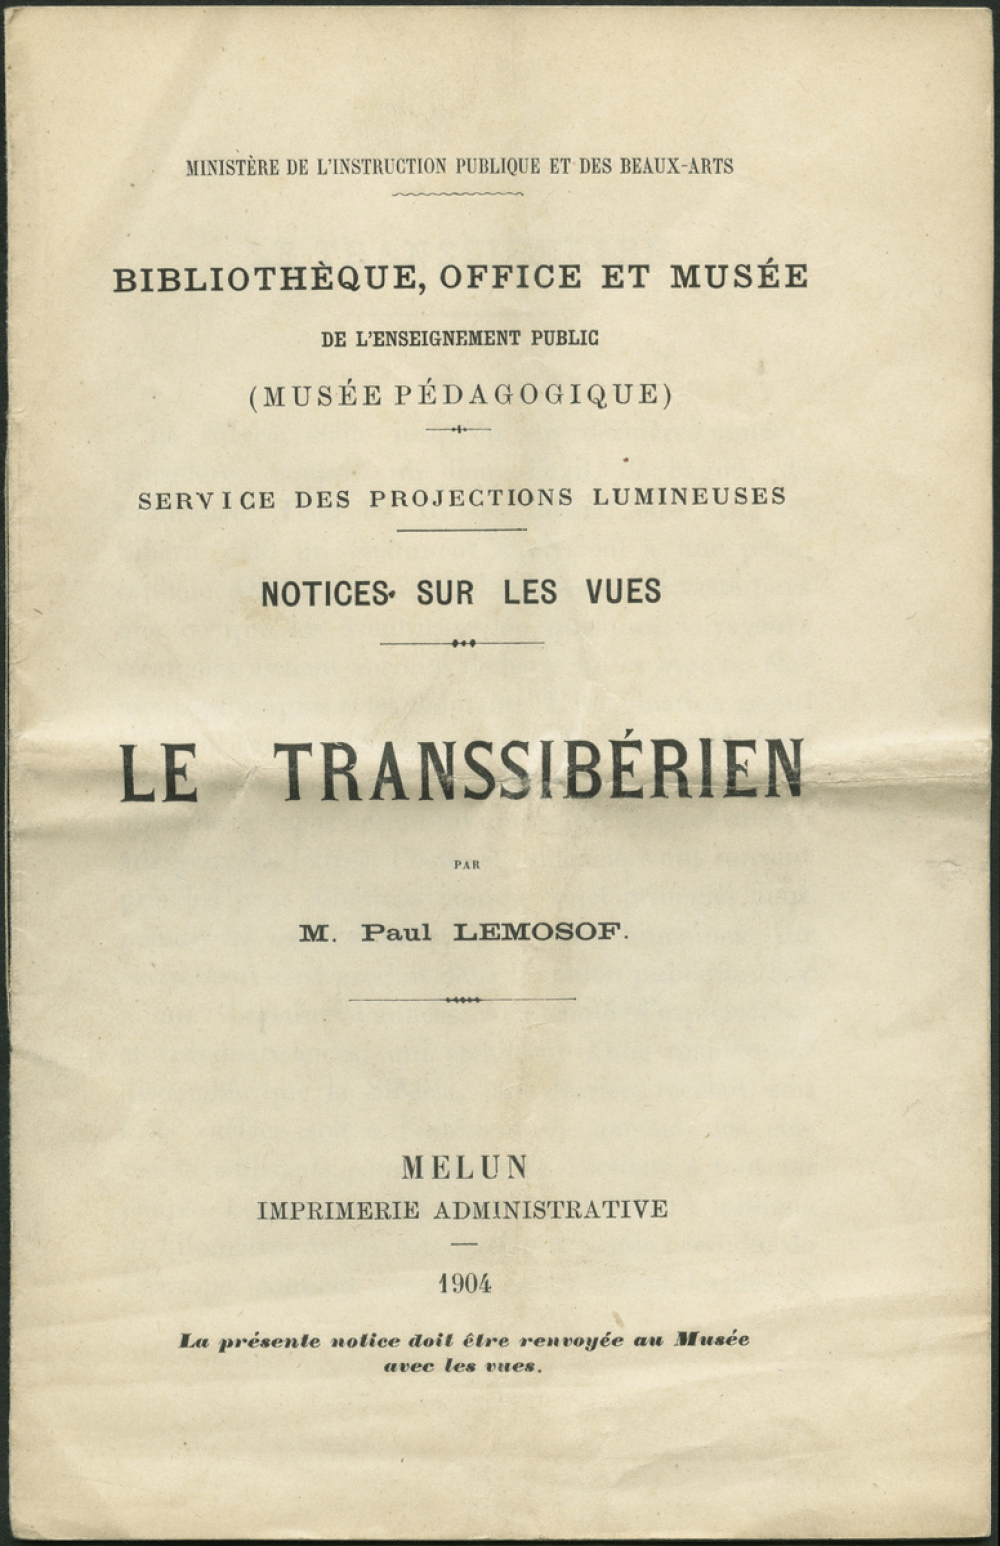 MINISTÈRE DE L'INSTRUCTION PUBLIQUE ET DES BEAUX-ARTS
BIBLIOTHÈQUE, OFFICE ET MUSÉE
DE L'ENSEIGNEMENT PUBLIC
(MUSÉE PÉDAGOGIQUE)
SERVICE DES PROJECTIONS LUMINEUSES
NOTICES SUR LES VUES
LE TRANSSIBÉRIEN
PAR
M. Paul LEMOSOF.
MELUN
IMPRIMERIE ADMINISTRATIVE
1904
La présente notice doit être renvoyée au Musée
avec les vues.